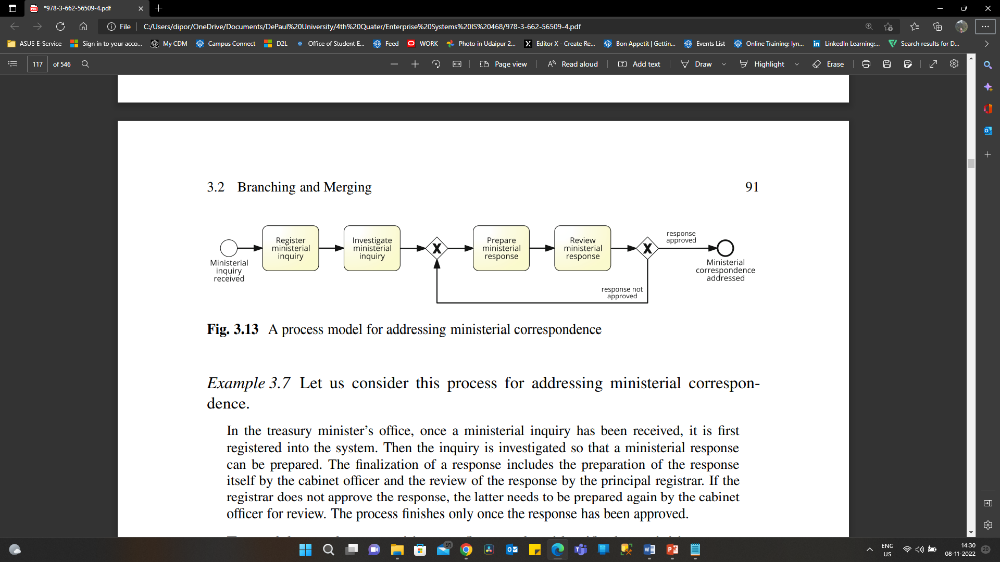 *978-3-662-56509-4.pdf
File C:/Users/dipor/OneDrive/Documents/DePaul%20University/4th%20Quater/Enterprise%20Systems%20IS%20468/978-3-662-56509-4.pdf
ASUS E-Service Sign in to your acco... My CDM Campus Connect D2L Office of Student E... Feed WORK Photo in Udaipur 2... Editor X - Create Re... Bon Appetit | Gettin... Events List Online Training: lyn... LinkedIn Learning:... Search results for D...
117 of 546 Page view Read aloud Add text Draw Highlight Erase
3.2 Branching and Merging 91
Ministerial
inquiry
received
Register
ministerial
inquiry
Investigate
ministerial
inquiry
X
Prepare
ministerial
response
Review
ministerial
response
X
response
approved
response not
approved
Ministerial
correspondence
addressed
Fig. 3.13 A process model for addressing ministerial correspondence
Example 3.7 Let us consider this process for addressing ministerial correspon-
dence.
In the treasury minister’s office, once a ministerial inquiry has been received, it is first
registered into the system. Then the inquiry is investigated so that a ministerial response
can be prepared. The finalization of a response includes the preparation of the response
itself by the cabinet officer and the review of the response by the principal registrar. If the
registrar does not approve the response, the latter needs to be prepared again by the cabinet
officer for review. The process finishes only once the response has been approved.
91
ENG
US
14:30
08-11-2022
20